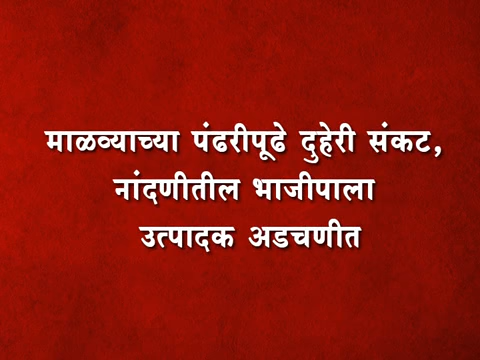 माळव्याच्या पंढरीपूढे दुहेरी संकट,
नांदणीतील भाजीपाला
उत्पादक अडचणीत